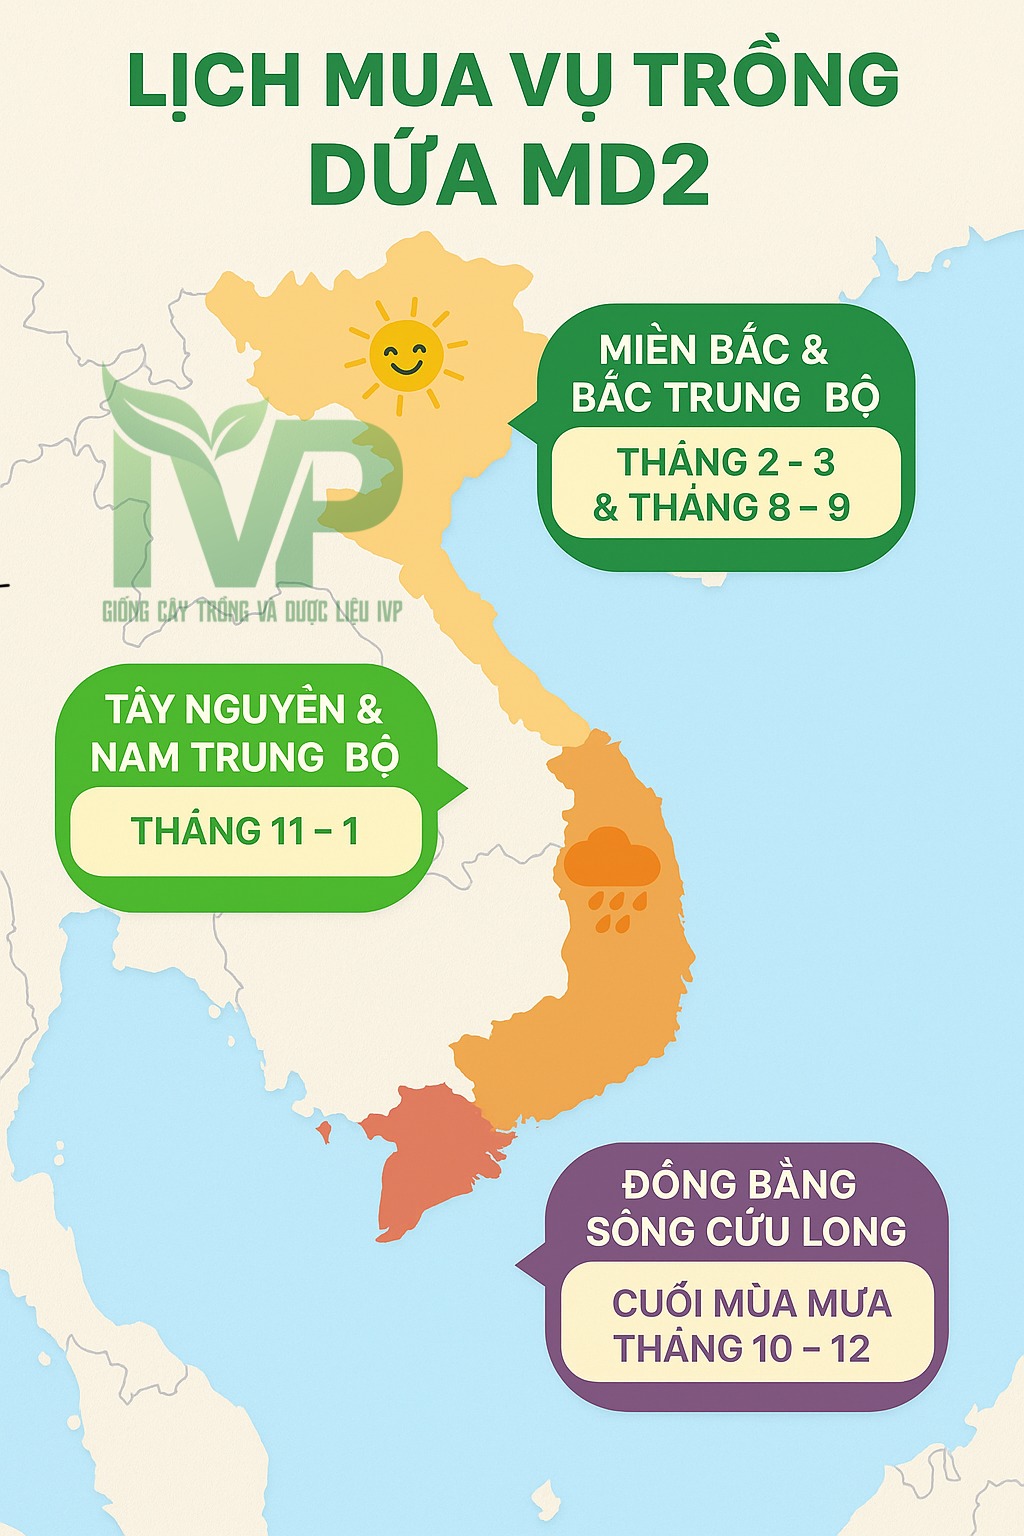 LỊCH MUA VỤ TRỒNG
DỨA MD2
MIỀN BẮC &
BẮC TRUNG BỘ
THÁNG 2 - 3
& THÁNG 8 – 9
IVP
GIỐNG CÂY TRỒNG VÀ DƯỢC LIỆU IVP
TÂY NGUYÊN &
NAM TRUNG BỘ
THÁNG 11 – 1
ĐỒNG BẰNG
SÔNG CỬU LONG
CUỐI MÙA MƯA
THÁNG 10 – 12